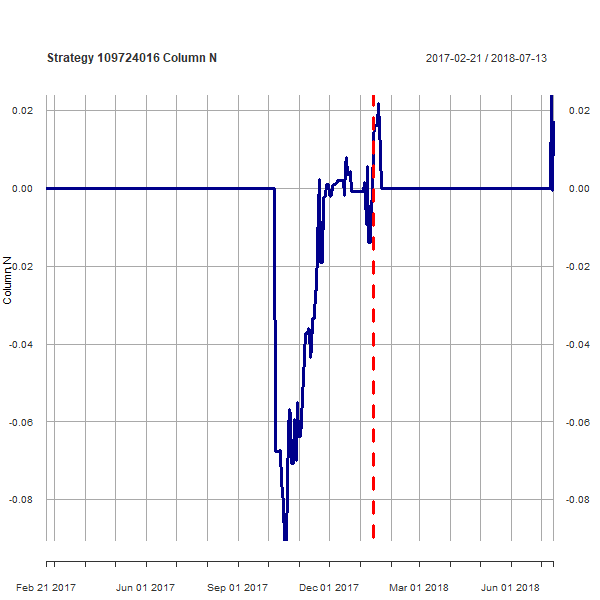 Strategy 109724016 Column N
2017-02-21 / 2018-07-13
0.02
0.02
0.00
0.00
-0.02
-0.02
Column N
-0.04
-0.04
-0.06
-0.06
-0.08
-0.08
Feb 21 2017
Jun 01 2017
Sep 01 2017
Dec 01 2017
Mar 01 2018
Jun 01 2018